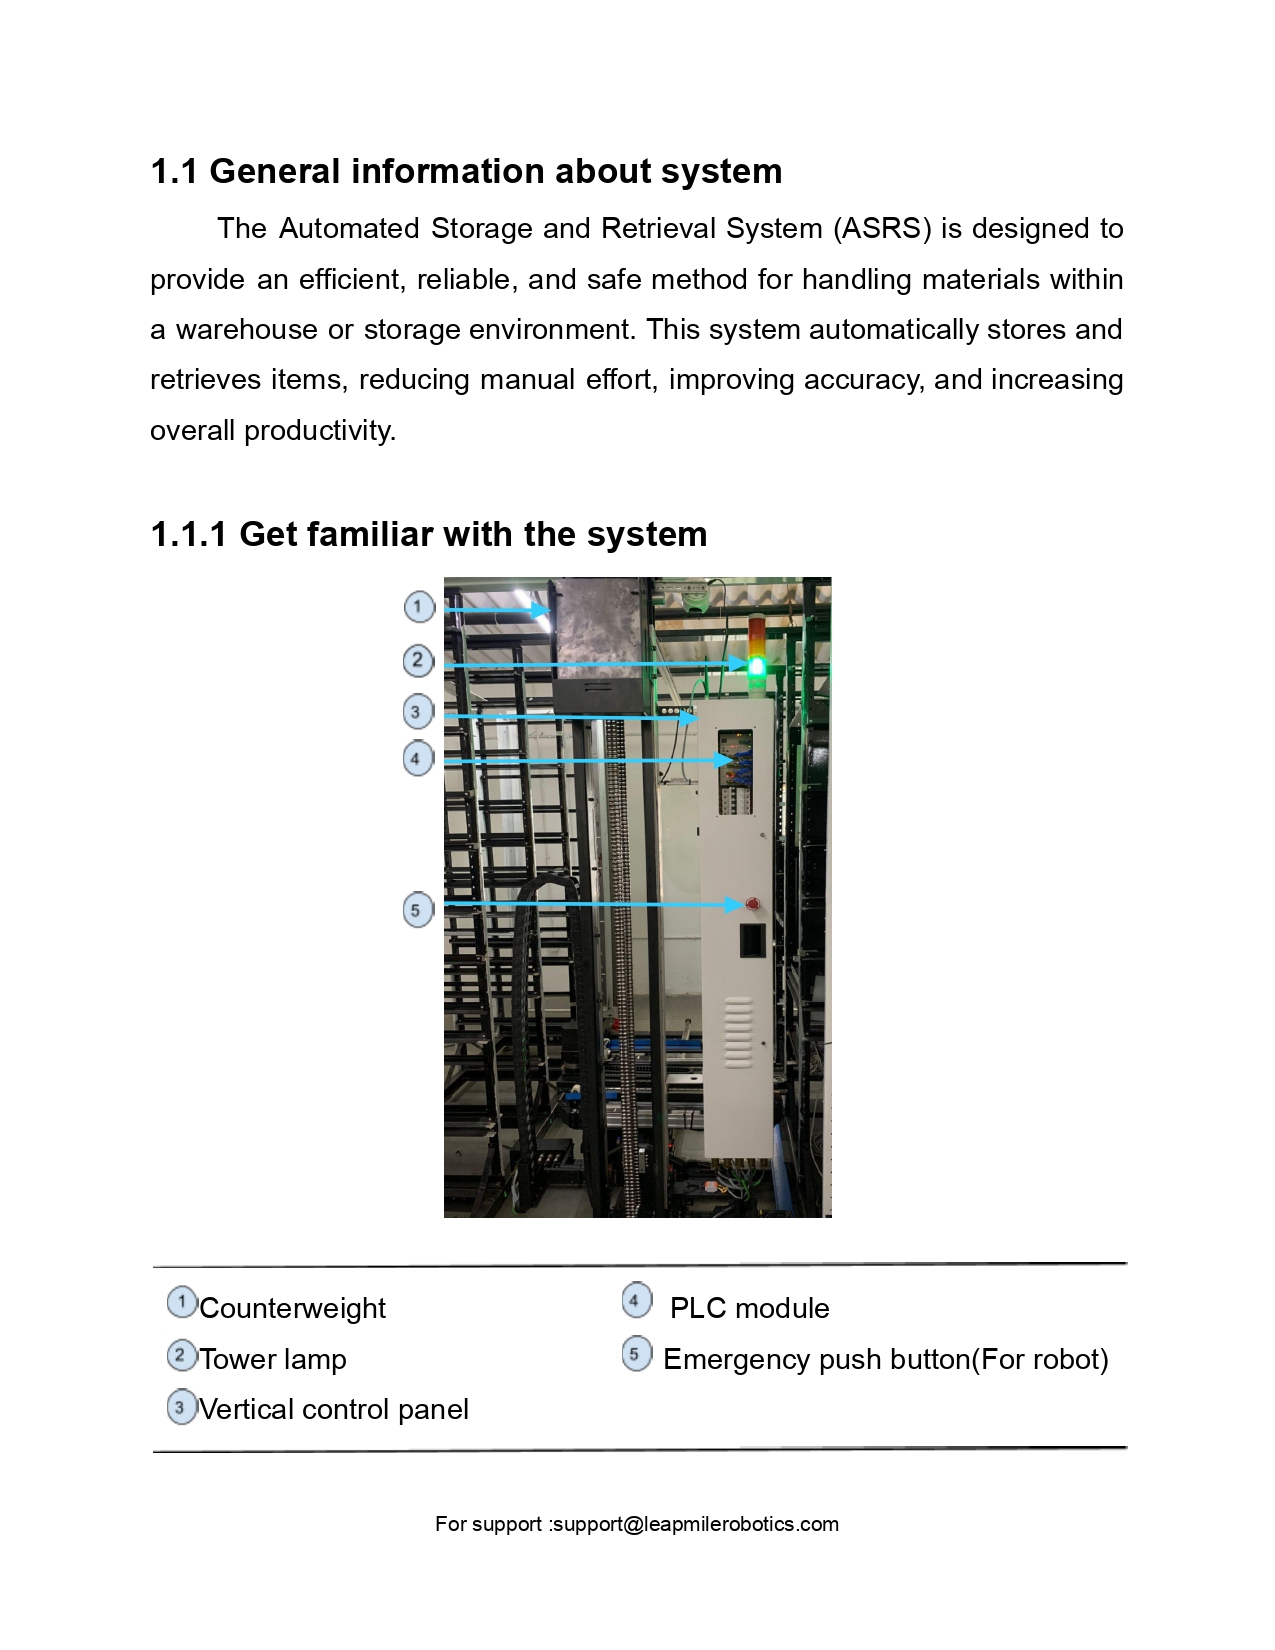 1.1 General information about system
The Automated Storage and Retrieval System (ASRS) is designed to
provide an efficient, reliable, and safe method for handling materials within
a warehouse or storage environment. This system automatically stores and
retrieves items, reducing manual effort, improving accuracy, and increasing
overall productivity.
1.1.1 Get familiar with the system
1
2
3
4
5
1 Counterweight
4 PLC module
2 Tower lamp
5 Emergency push button(For robot)
3 Vertical control panel
For support :support@leapmilerobotics.com